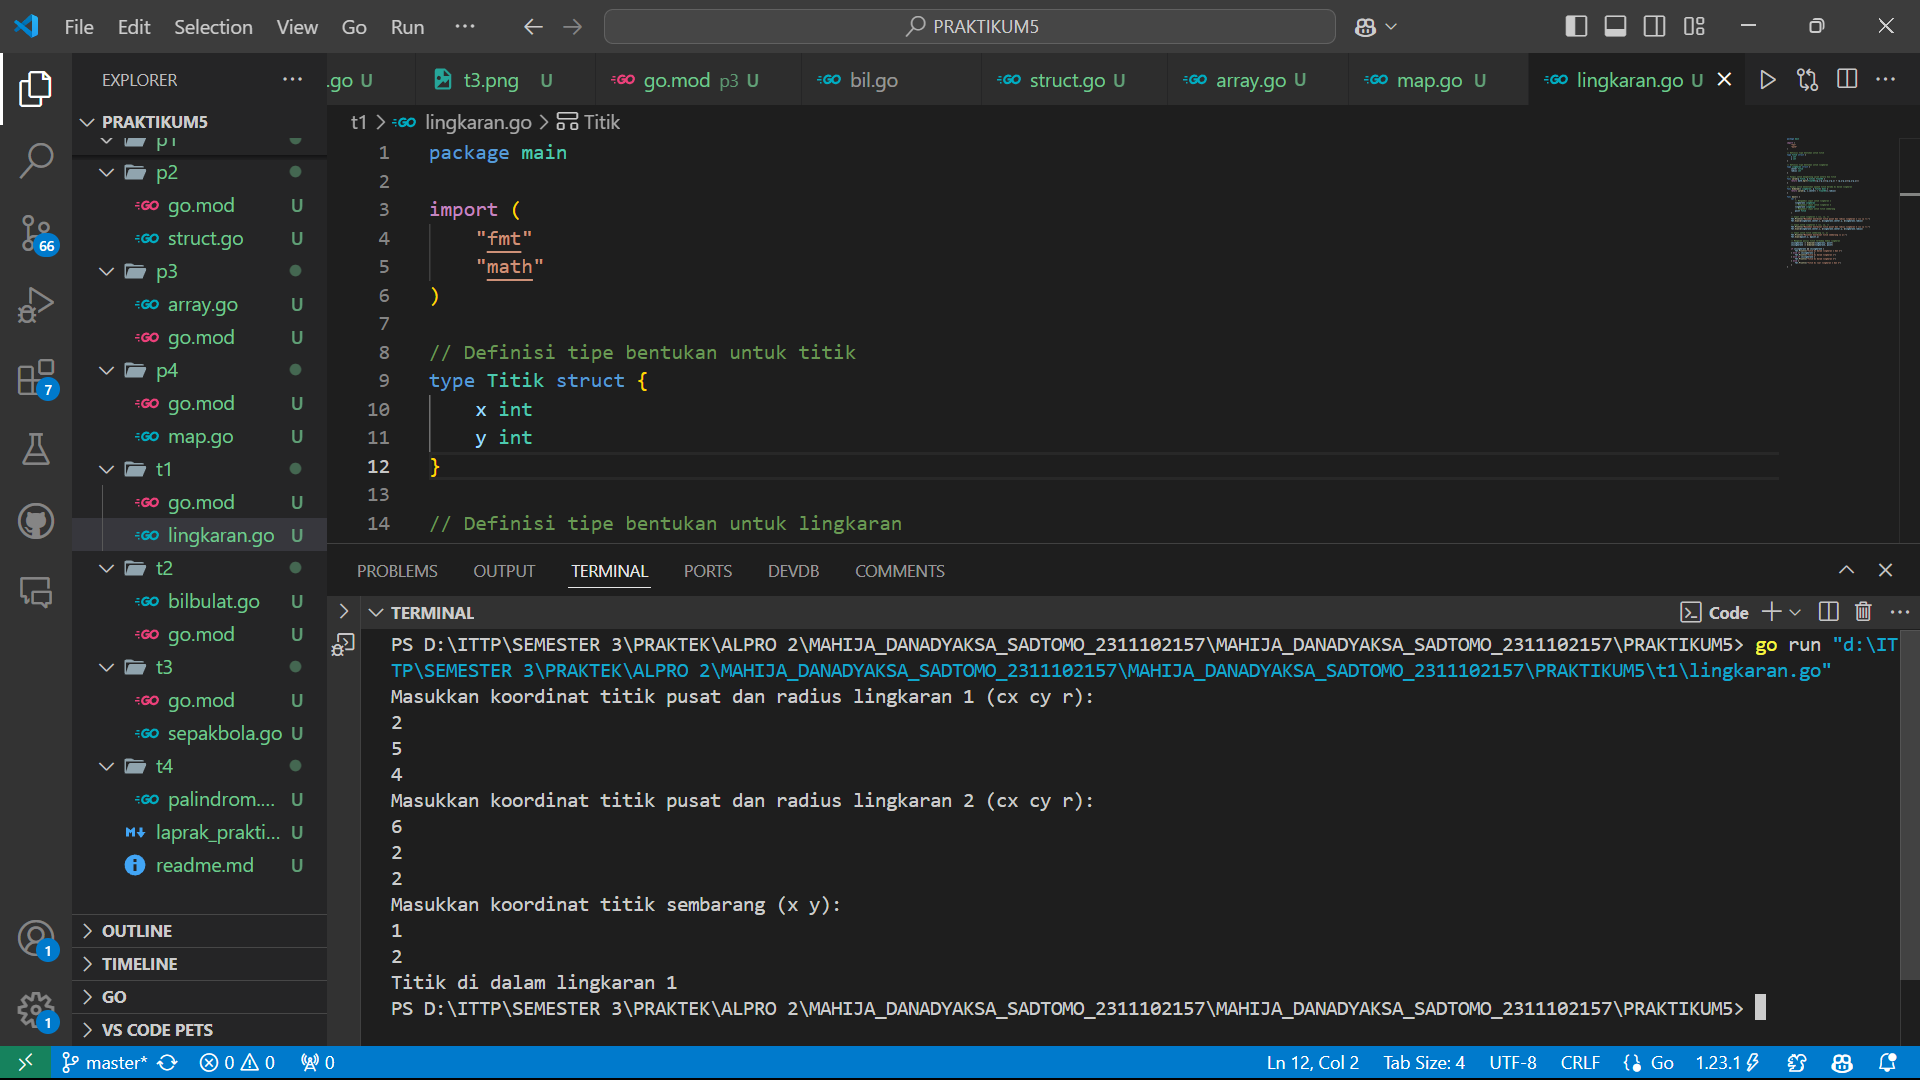 File Edit Selection View Go Run ··· PRAKTIKUM5
EXPLORER ···
PRAKTIKUM5
p1
p2
go.mod U
struct.go U
p3
array.go U
go.mod U
p4
go.mod U
map.go U
t1
go.mod U
lingkaran.go U
t2
bilbulat.go U
go.mod U
t3
go.mod U
sepakbola.go U
t4
palindrom.... U
laprak_prakti... U
readme.md U
OUTLINE
TIMELINE
GO
VS CODE PETS
66
7
1
1
.go U t3.png U go.mod p3 U bil.go struct.go U array.go U map.go U lingkaran.go U
t1 > lingkaran.go > Titik
1 package main
2
3 import (
4 "fmt"
5 "math"
6 )
7
8 // Definisi tipe bentukan untuk titik
9 type Titik struct {
10 x int
11 y int
12 }
13
14 // Definisi tipe bentukan untuk lingkaran
PROBLEMS OUTPUT TERMINAL PORTS DEVDB COMMENTS
TERMINAL Code
PS D:\ITTP\SEMESTER 3\PRAKTEK\ALPRO 2\MAHIJA_DANADYAKSA_SADTOMO_2311102157\MAHIJA_DANADYAKSA_SADTOMO_2311102157\PRAKTIKUM5> go run "d:\IT
TP\SEMESTER 3\PRAKTEK\ALPRO 2\MAHIJA_DANADYAKSA_SADTOMO_2311102157\MAHIJA_DANADYAKSA_SADTOMO_2311102157\PRAKTIKUM5\t1\lingkaran.go"
Masukkan koordinat titik pusat dan radius lingkaran 1 (cx cy r):
2
5
4
Masukkan koordinat titik pusat dan radius lingkaran 2 (cx cy r):
6
2
2
Masukkan koordinat titik sembarang (x y):
1
2
Titik di dalam lingkaran 1
PS D:\ITTP\SEMESTER 3\PRAKTEK\ALPRO 2\MAHIJA_DANADYAKSA_SADTOMO_2311102157\MAHIJA_DANADYAKSA_SADTOMO_2311102157\PRAKTIKUM5>
master* 0 0 0 Ln 12, Col 2 Tab Size: 4 UTF-8 CRLF {} Go 1.23.1